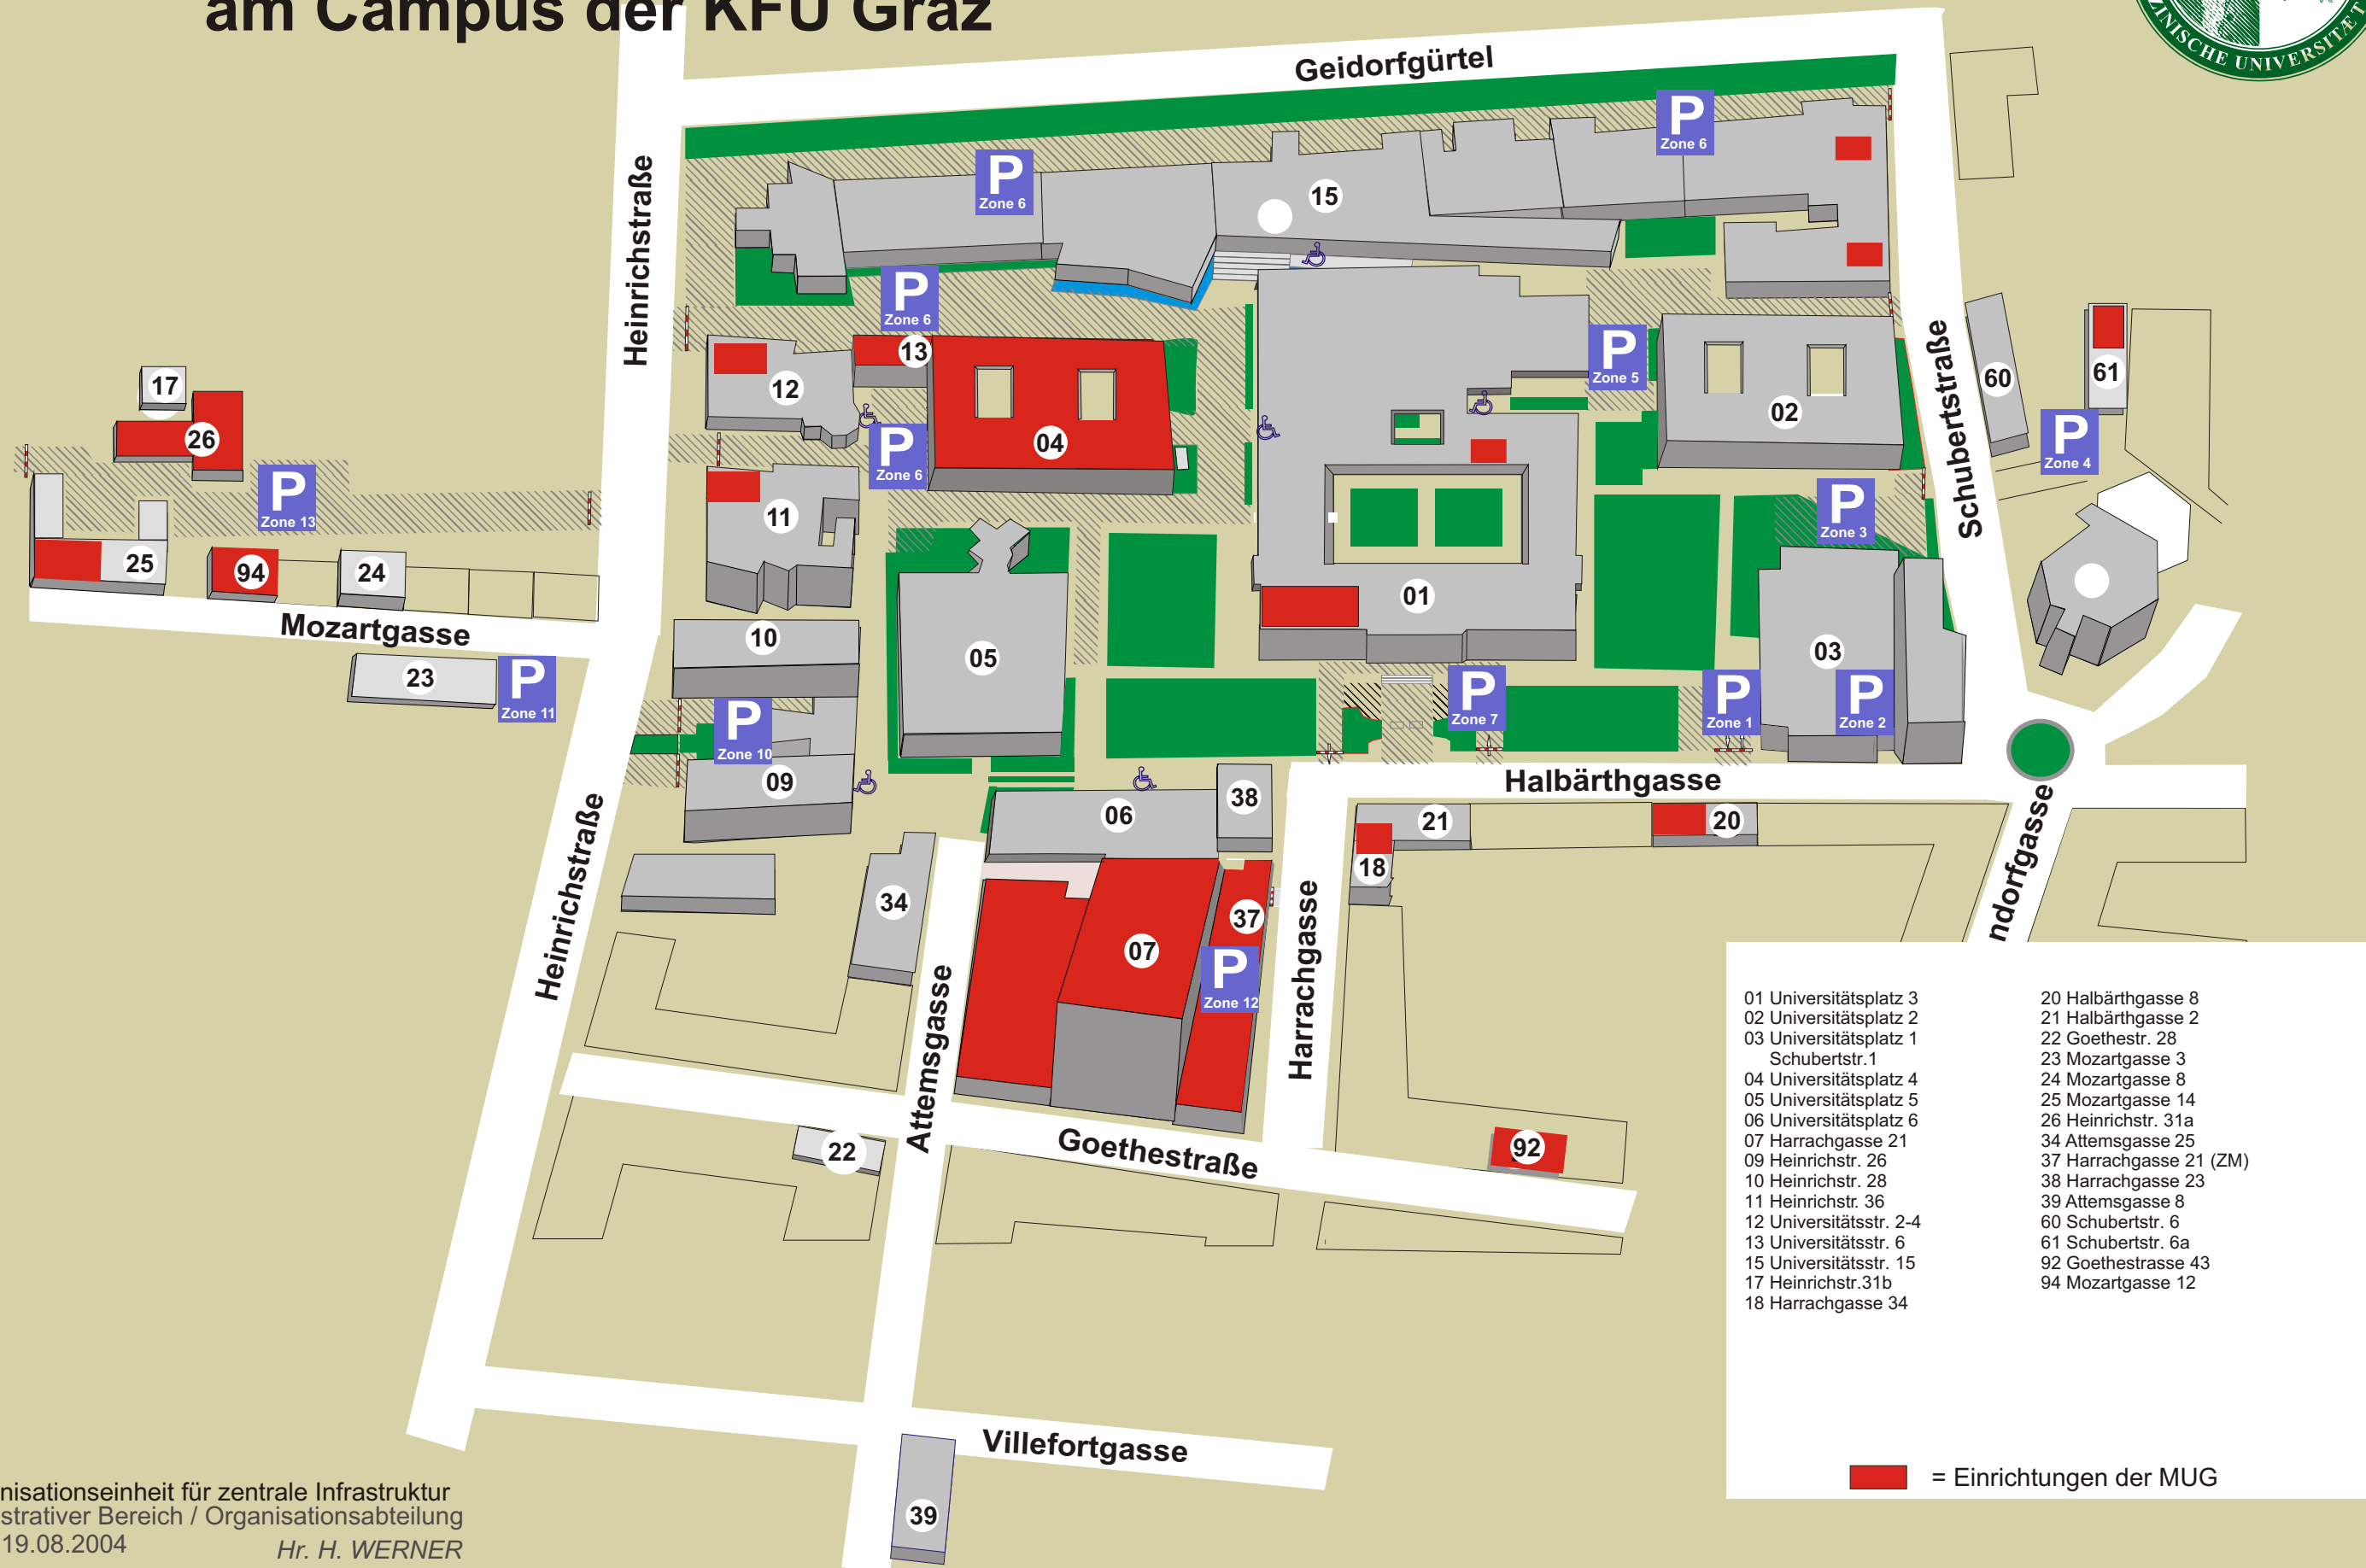 am Campus der KFU Graz
ZINISCHE UNIVERSITÆT
Geidorfgürtel
Heinrichstraße
P
Zone 6
P
Zone 6
15
P
Zone 6
13
12
04
P
Zone 6
11
P
Zone 5
02
Schubertstraße
60
61
P
Zone 4
P
Zone 3
17
26
P
Zone 13
25
94
24
Mozartgasse
23
P
Zone 11
10
05
01
03
P
Zone 10
09
P
Zone 7
P
Zone 1
P
Zone 2
Halbärthgasse
06
38
21
20
18
Heinrichstraße
34
07
37
P
Zone 12
Attemsgasse
Harrachgasse
ndorfgasse
22
Goethestraße
92
Villefortgasse
39
01 Universitätsplatz 3
02 Universitätsplatz 2
03 Universitätsplatz 1
Schubertstr.1
04 Universitätsplatz 4
05 Universitätsplatz 5
06 Universitätsplatz 6
07 Harrachgasse 21
09 Heinrichstr. 26
10 Heinrichstr. 28
11 Heinrichstr. 36
12 Universitätsstr. 2-4
13 Universitätsstr. 6
15 Universitätsstr. 15
17 Heinrichstr.31b
18 Harrachgasse 34
20 Halbärthgasse 8
21 Halbärthgasse 2
22 Goethestr. 28
23 Mozartgasse 3
24 Mozartgasse 8
25 Mozartgasse 14
26 Heinrichstr. 31a
34 Attemsgasse 25
37 Harrachgasse 21 (ZM)
38 Harrachgasse 23
39 Attemsgasse 8
60 Schubertstr. 6
61 Schubertstr. 6a
92 Goethestrasse 43
94 Mozartgasse 12
= Einrichtungen der MUG
nisationseinheit für zentrale Infrastruktur
strativer Bereich / Organisationsabteilung
19.08.2004
Hr. H. WERNER